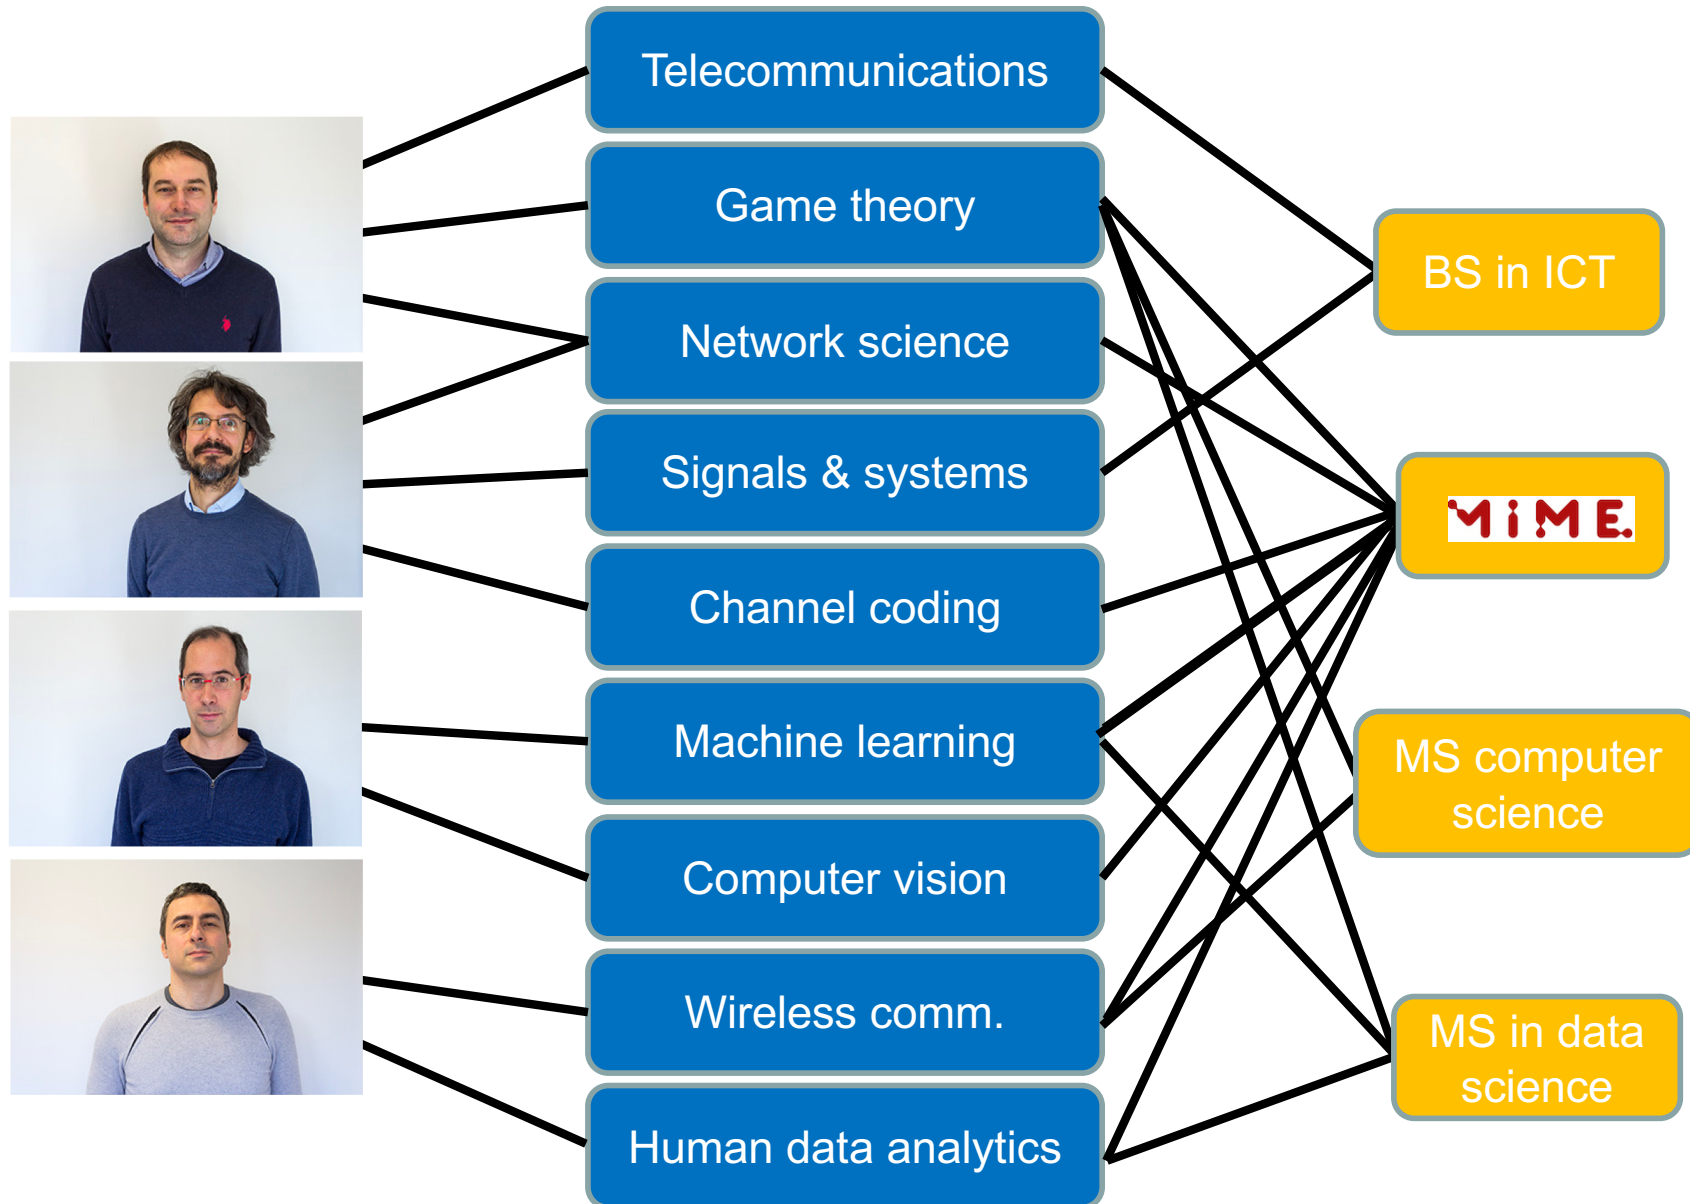 Telecommunications
Game theory
Network science
Signals & systems
Channel coding
Machine learning
Computer vision
Wireless comm.
Human data analytics
BS in ICT
MiME.
MS computer
science
MS in data
science